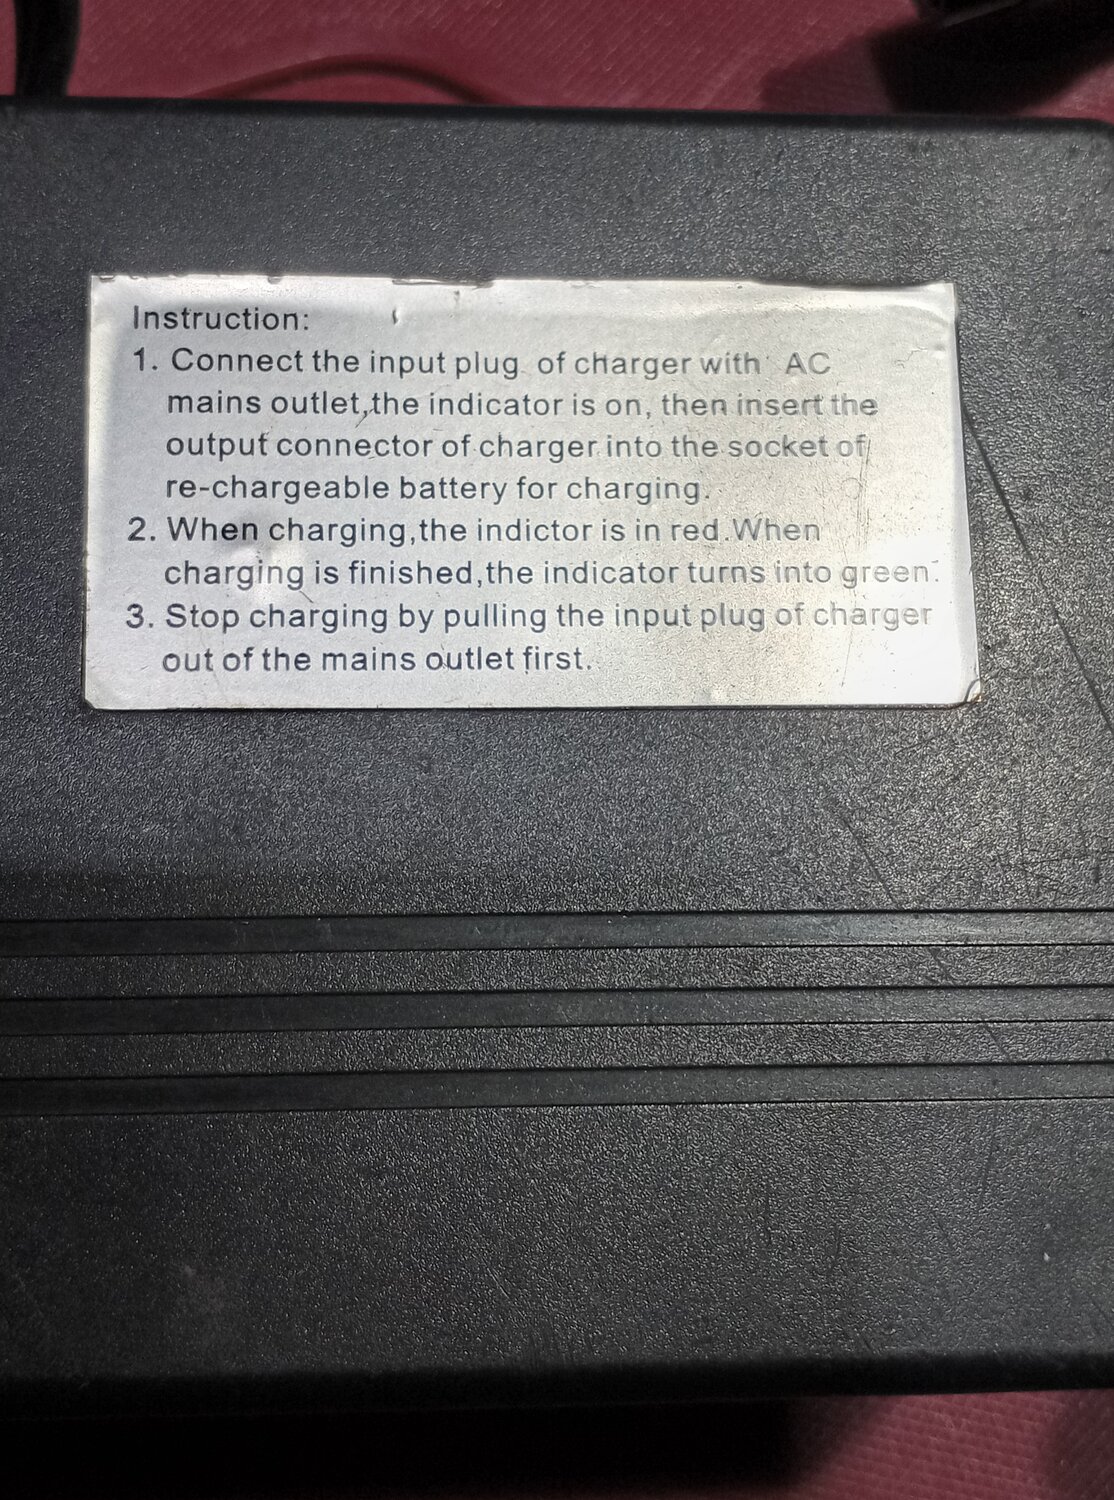 Instruction:
1. Connect the input plug of charger with AC
mains outlet,the indicator is on, then insert the
output connector of charger into the socket of
re-chargeable battery for charging.
2. When charging,the indictor is in red.When
charging is finished,the indicator turns into green.
3. Stop charging by pulling the input plug of charger
out of the mains outlet first.